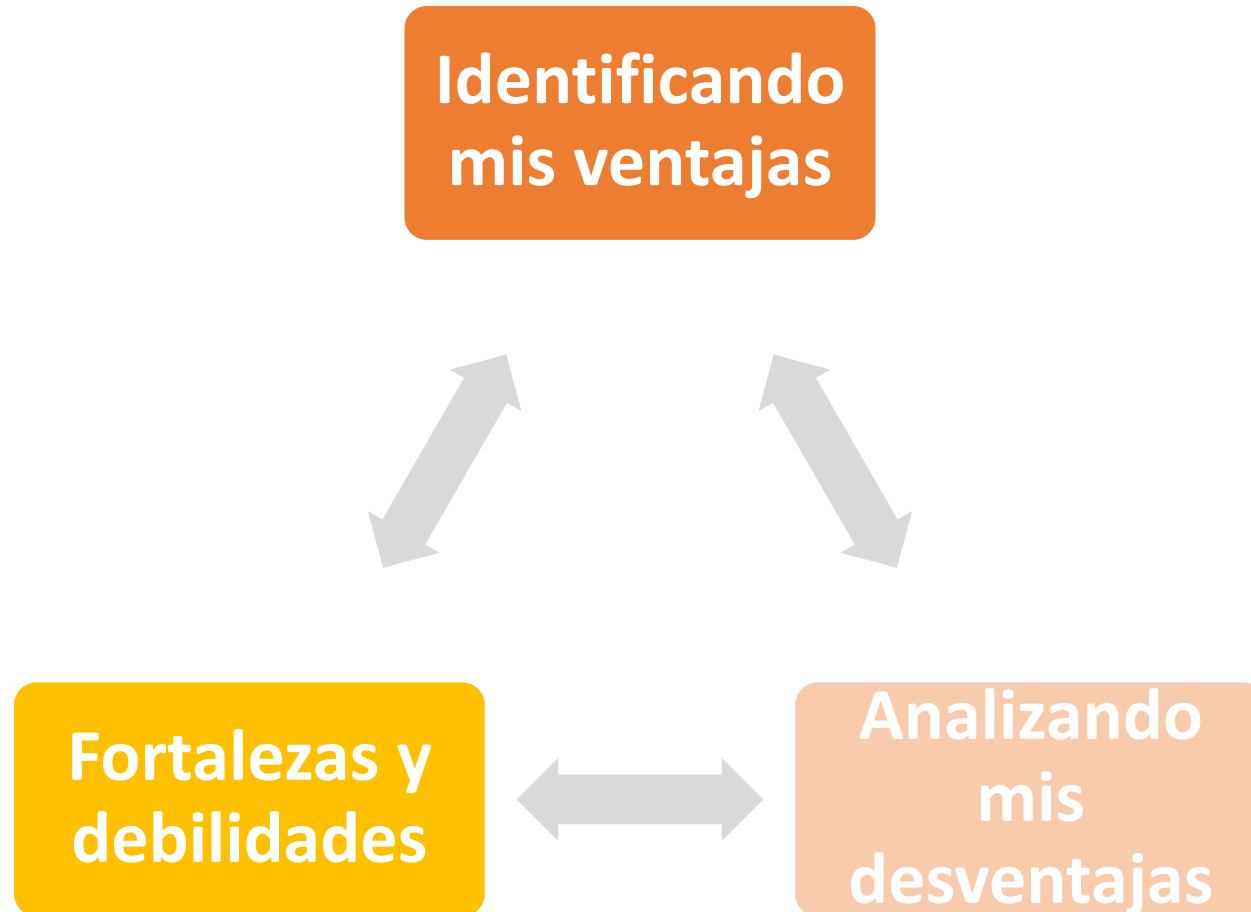 Identificando
mis ventajas
Fortalezas y
debilidades
Analizando
mis
desventajas